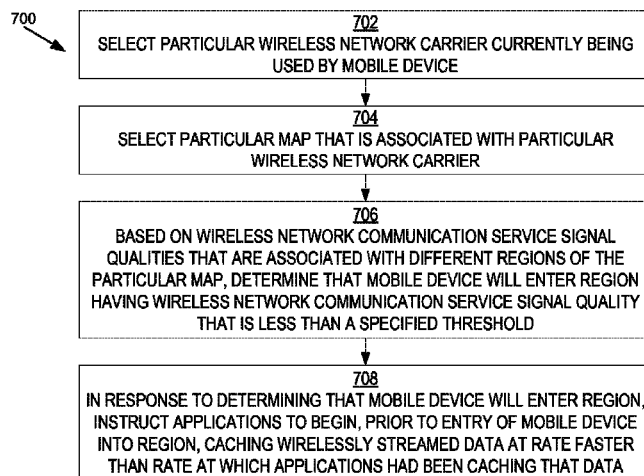 700
702
SELECT PARTICULAR WIRELESS NETWORK CARRIER CURRENTLY BEING
USED BY MOBILE DEVICE
704
SELECT PARTICULAR MAP THAT IS ASSOCIATED WITH PARTICULAR
WIRELESS NETWORK CARRIER
706
BASED ON WIRELESS NETWORK COMMUNICATION SERVICE SIGNAL
QUALITIES THAT ARE ASSOCIATED WITH DIFFERENT REGIONS OF THE
PARTICULAR MAP, DETERMINE THAT MOBILE DEVICE WILL ENTER REGION
HAVING WIRELESS NETWORK COMMUNICATION SERVICE SIGNAL QUALITY
THAT IS LESS THAN A SPECIFIED THRESHOLD
708
IN RESPONSE TO DETERMINING THAT MOBILE DEVICE WILL ENTER REGION,
INSTRUCT APPLICATIONS TO BEGIN, PRIOR TO ENTRY OF MOBILE DEVICE
INTO REGION, CACHING WIRELESSLY STREAMED DATA AT RATE FASTER
THAN RATE AT WHICH APPLICATIONS HAD BEEN CACHING THAT DATA